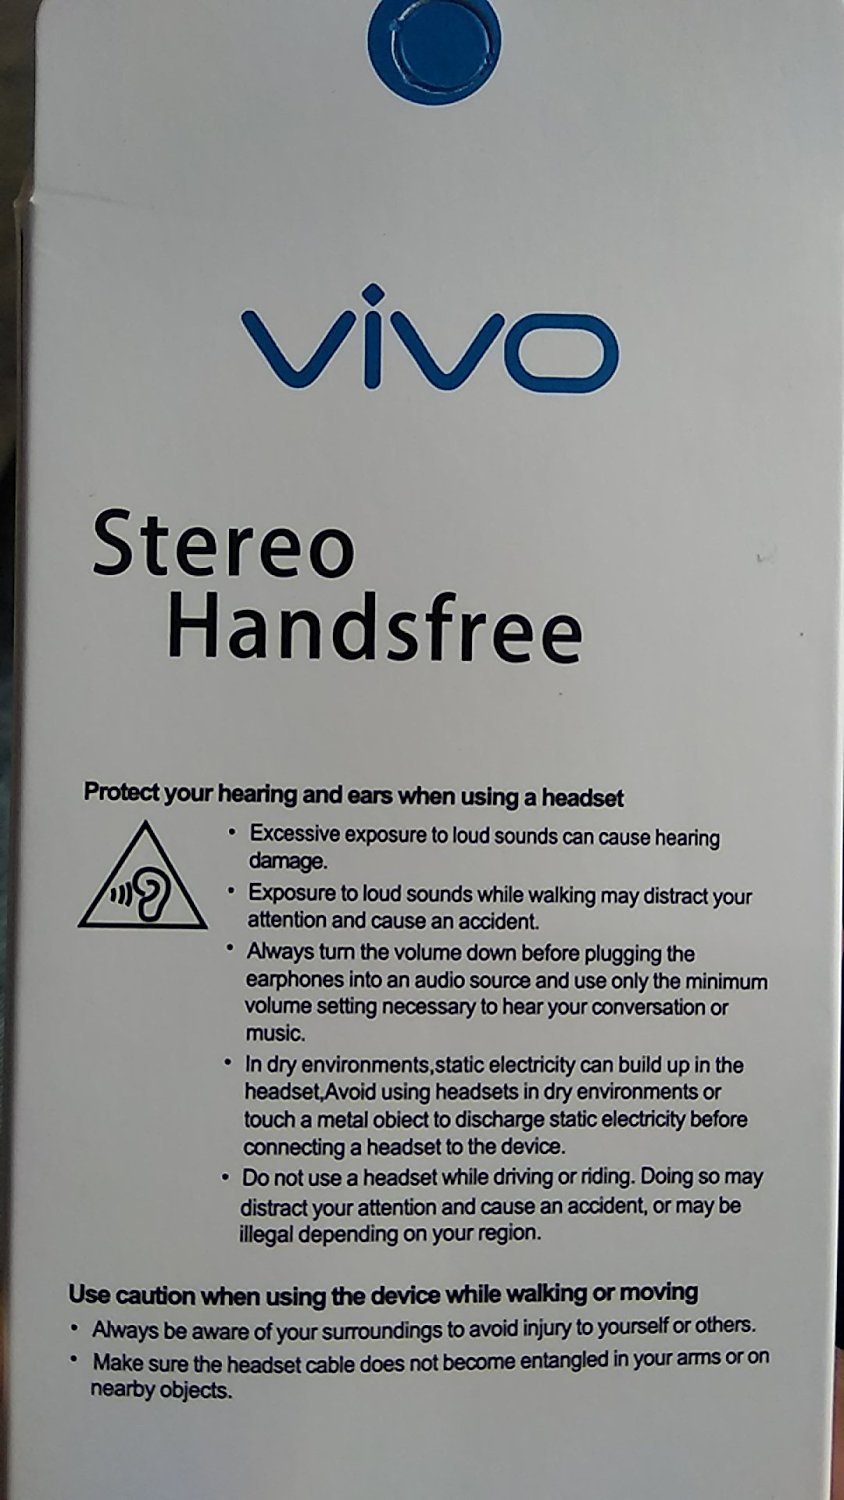 vivo
Stereo
Handsfree
Protect your hearing and ears when using a headset
• Excessive exposure to loud sounds can cause hearing
damage.
• Exposure to loud sounds while walking may distract your
attention and cause an accident.
• Always turn the volume down before plugging the
earphones into an audio source and use only the minimum
volume setting necessary to hear your conversation or
music.
• In dry environments,static electricity can build up in the
headset,Avoid using headsets in dry environments or
touch a metal obiect to discharge static electricity before
connecting a headset to the device.
• Do not use a headset while driving or riding. Doing so may
distract your attention and cause an accident, or may be
illegal depending on your region.
Use caution when using the device while walking or moving
• Always be aware of your surroundings to avoid injury to yourself or others.
• Make sure the headset cable does not become entangled in your arms or on
nearby objects.